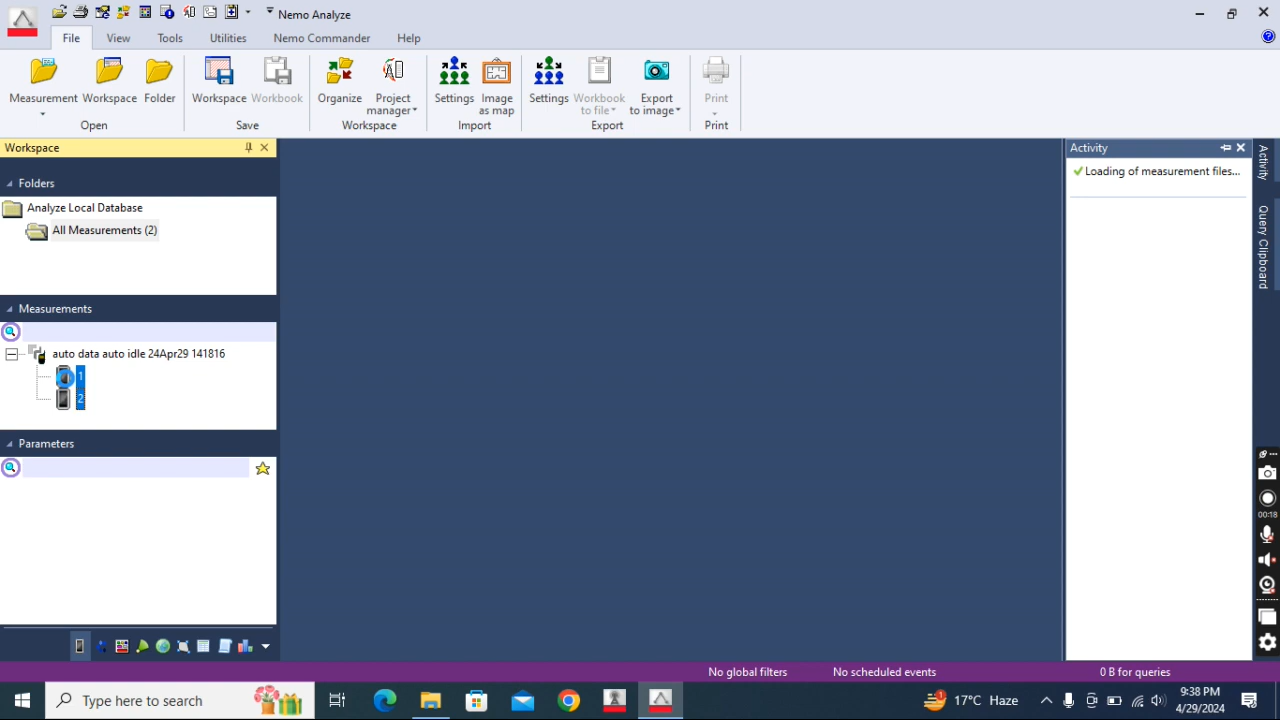 Nemo Analyze
File View Tools Utilities Nemo Commander Help
Measurement Workspace Folder Workspace Workbook Organize Project manager Settings Image as map Settings Workbook to file Export to image Print
Open Save Workspace Import Export Print
Workspace
Folders
Analyze Local Database
All Measurements (2)
Measurements
auto data auto idle 24Apr29 141816
1
2
Parameters
Activity
Loading of measurement files...
Activity
Query Clipboard
00:18
No global filters No scheduled events 0 B for queries
Type here to search
1
17°C Haze
9:38 PM
4/29/2024